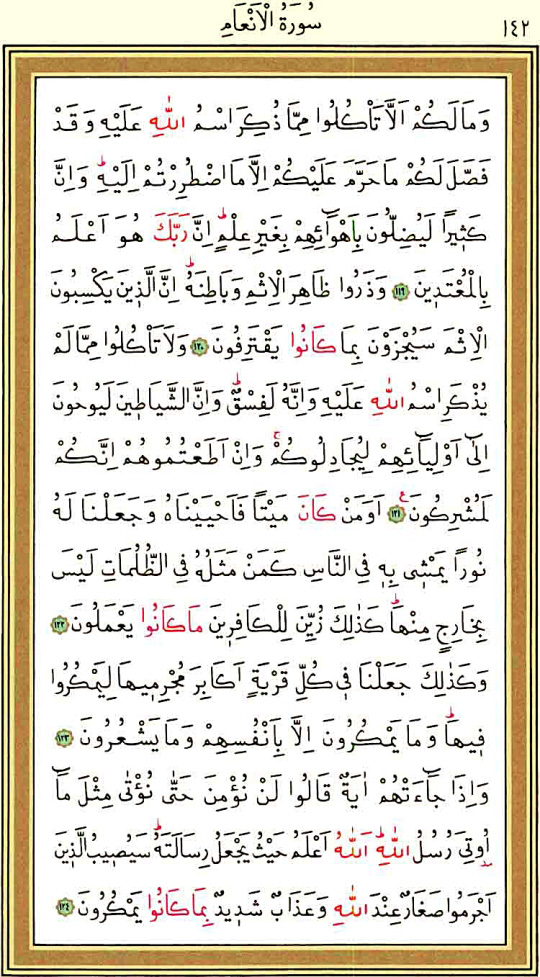 سُورَةُ الْاَنْعَامِ ١٤٢
وَمَالَكُمْ اَلَّا تَأْكُلُوا مِمَّا ذُكِرَ اسْمُ اللّٰهِ عَلَيْهِ وَقَدْ
فَصَّلَ لَكُمْ مَا حَرَّمَ عَلَيْكُمْ اِلَّا مَا اضْطُرِرْتُمْ اِلَيْهِۜ وَاِنَّ
كَث۪يرًا لَيُضِلُّونَ بِاَهْوَٓائِهِمْ بِغَيْرِ عِلْمٍۜ اِنَّ رَبَّكَ هُوَ اَعْلَمُ
بِالْمُعْتَد۪ينَ ﴿١١٩﴾ وَذَرُوا ظَاهِرَ الْاِثْمِ وَبَاطِنَهُۜ اِنَّ الَّذ۪ينَ يَكْسِبُونَ
الْاِثْمَ سَيُجْزَوْنَ بِمَا كَانُوا يَقْتَرِفُونَ ﴿١٢٠﴾ وَلَا تَأْكُلُوا مِمَّا لَمْ
يُذْكَرِ اسْمُ اللّٰهِ عَلَيْهِ وَاِنَّهُ لَفِسْقٌۜ وَاِنَّ الشَّيَاط۪ينَ لَيُوحُونَ
اِلٰٓى اَوْلِيَٓائِهِمْ لِيُجَادِلُوكُمْۚ وَاِنْ اَطَعْتُمُوهُمْ اِنَّكُمْ
لَمُشْرِكُونَ۟ ﴿١٢١﴾ اَوَمَنْ كَانَ مَيْتًا فَاَحْيَيْنَاهُ وَجَعَلْنَا لَهُ
نُورًا يَمْش۪ي بِه۪ فِي النَّاسِ كَمَنْ مَثَلُهُ فِي الظُّلُمَاتِ لَيْسَ
بِخَارِجٍ مِنْهَاۜ كَذٰلِكَ زُيِّنَ لِلْكَافِر۪ينَ مَا كَانُوا يَعْمَلُونَ ﴿١٢٢﴾
وَكَذٰلِكَ جَعَلْنَا ف۪ي كُلِّ قَرْيَةٍ اَكَابِرَ مُجْرِم۪يهَا لِيَمْكُرُوا
ف۪يهَاۜ وَمَا يَمْكُرُونَ اِلَّا بِاَنْفُسِهِمْ وَمَا يَشْعُرُونَ ﴿١٢٣﴾
وَاِذَا جَٓاءَتْهُمْ اٰيَةٌ قَالُوا لَنْ نُؤْمِنَ حَتّٰى نُؤْتٰى مِثْلَ مَٓا
اُو۫تِيَ رُسُلُ اللّٰهِۜ اَللّٰهُ اَعْلَمُ حَيْثُ يَجْعَلُ رِسَالَتَهُۜ سَيُص۪يبُ الَّذ۪ينَ
اَجْرَمُوا صَغَارٌ عِنْدَ اللّٰهِ وَعَذَابٌ شَد۪يدٌ بِمَا كَانُوا يَمْكُرُونَ ﴿١٢٤﴾